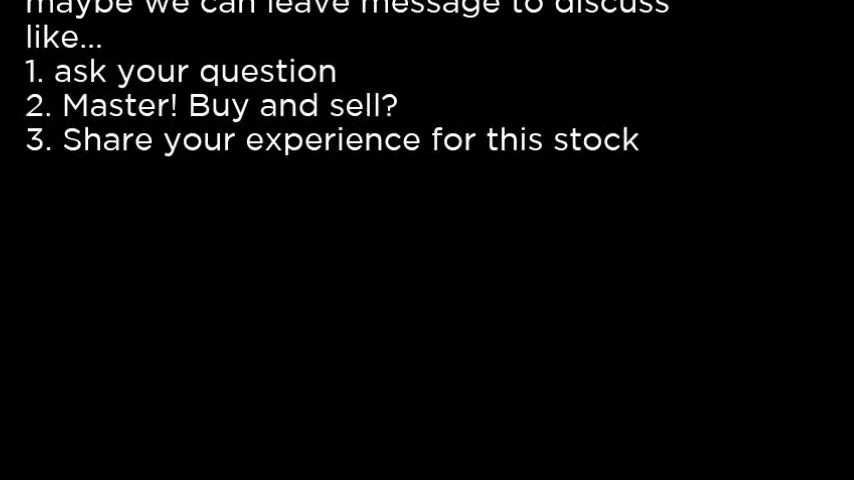 maybe we can leave message to discuss
like...
1. ask your question
2. Master! Buy and sell?
3. Share your experience for this stock